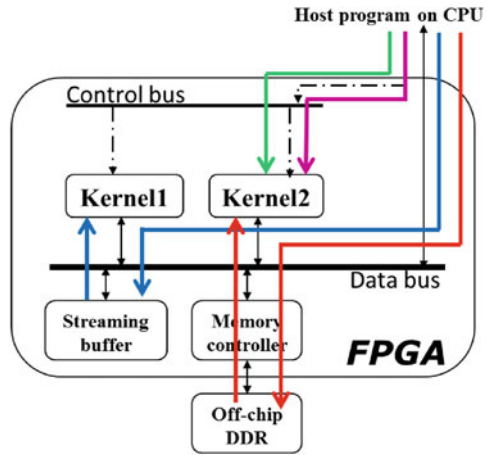 Host program on CPU
Control bus
Kernel1
Kernel2
Data bus
Streaming
buffer
Memory
controller
FPGA
Off-chip
DDR